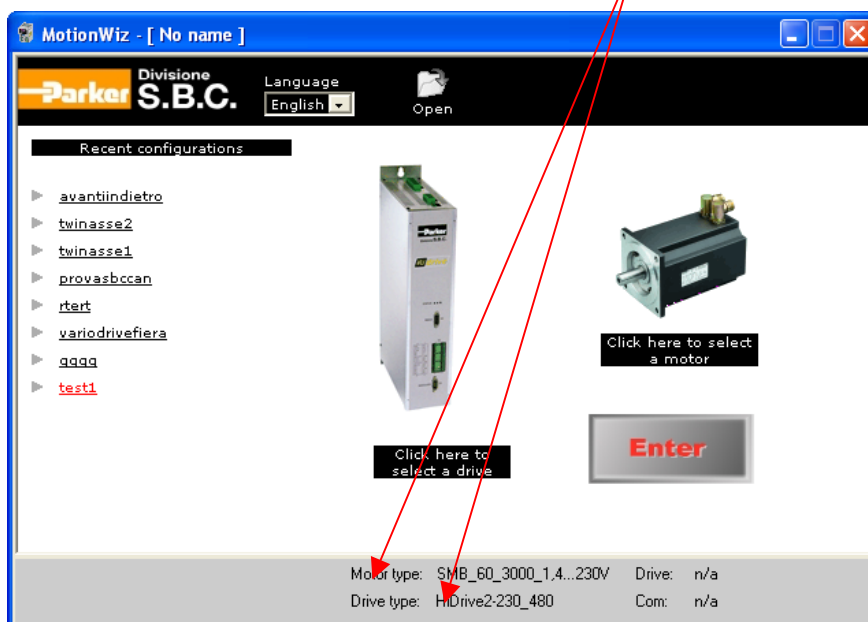 MotionWiz - [ No name ]
Parker Divisione S.B.C.
Language
English
Open
Recent configurations
avantiindietro
twinasse2
twinasse1
provasbccan
rtert
variodrivefiera
qqqq
test1
Parker
Click here to select a drive
Click here to select a motor
Enter
Motor type: SMB_60_3000_1,4...230V Drive: n/a
Drive type: HiDrive2-230_480 Com: n/a